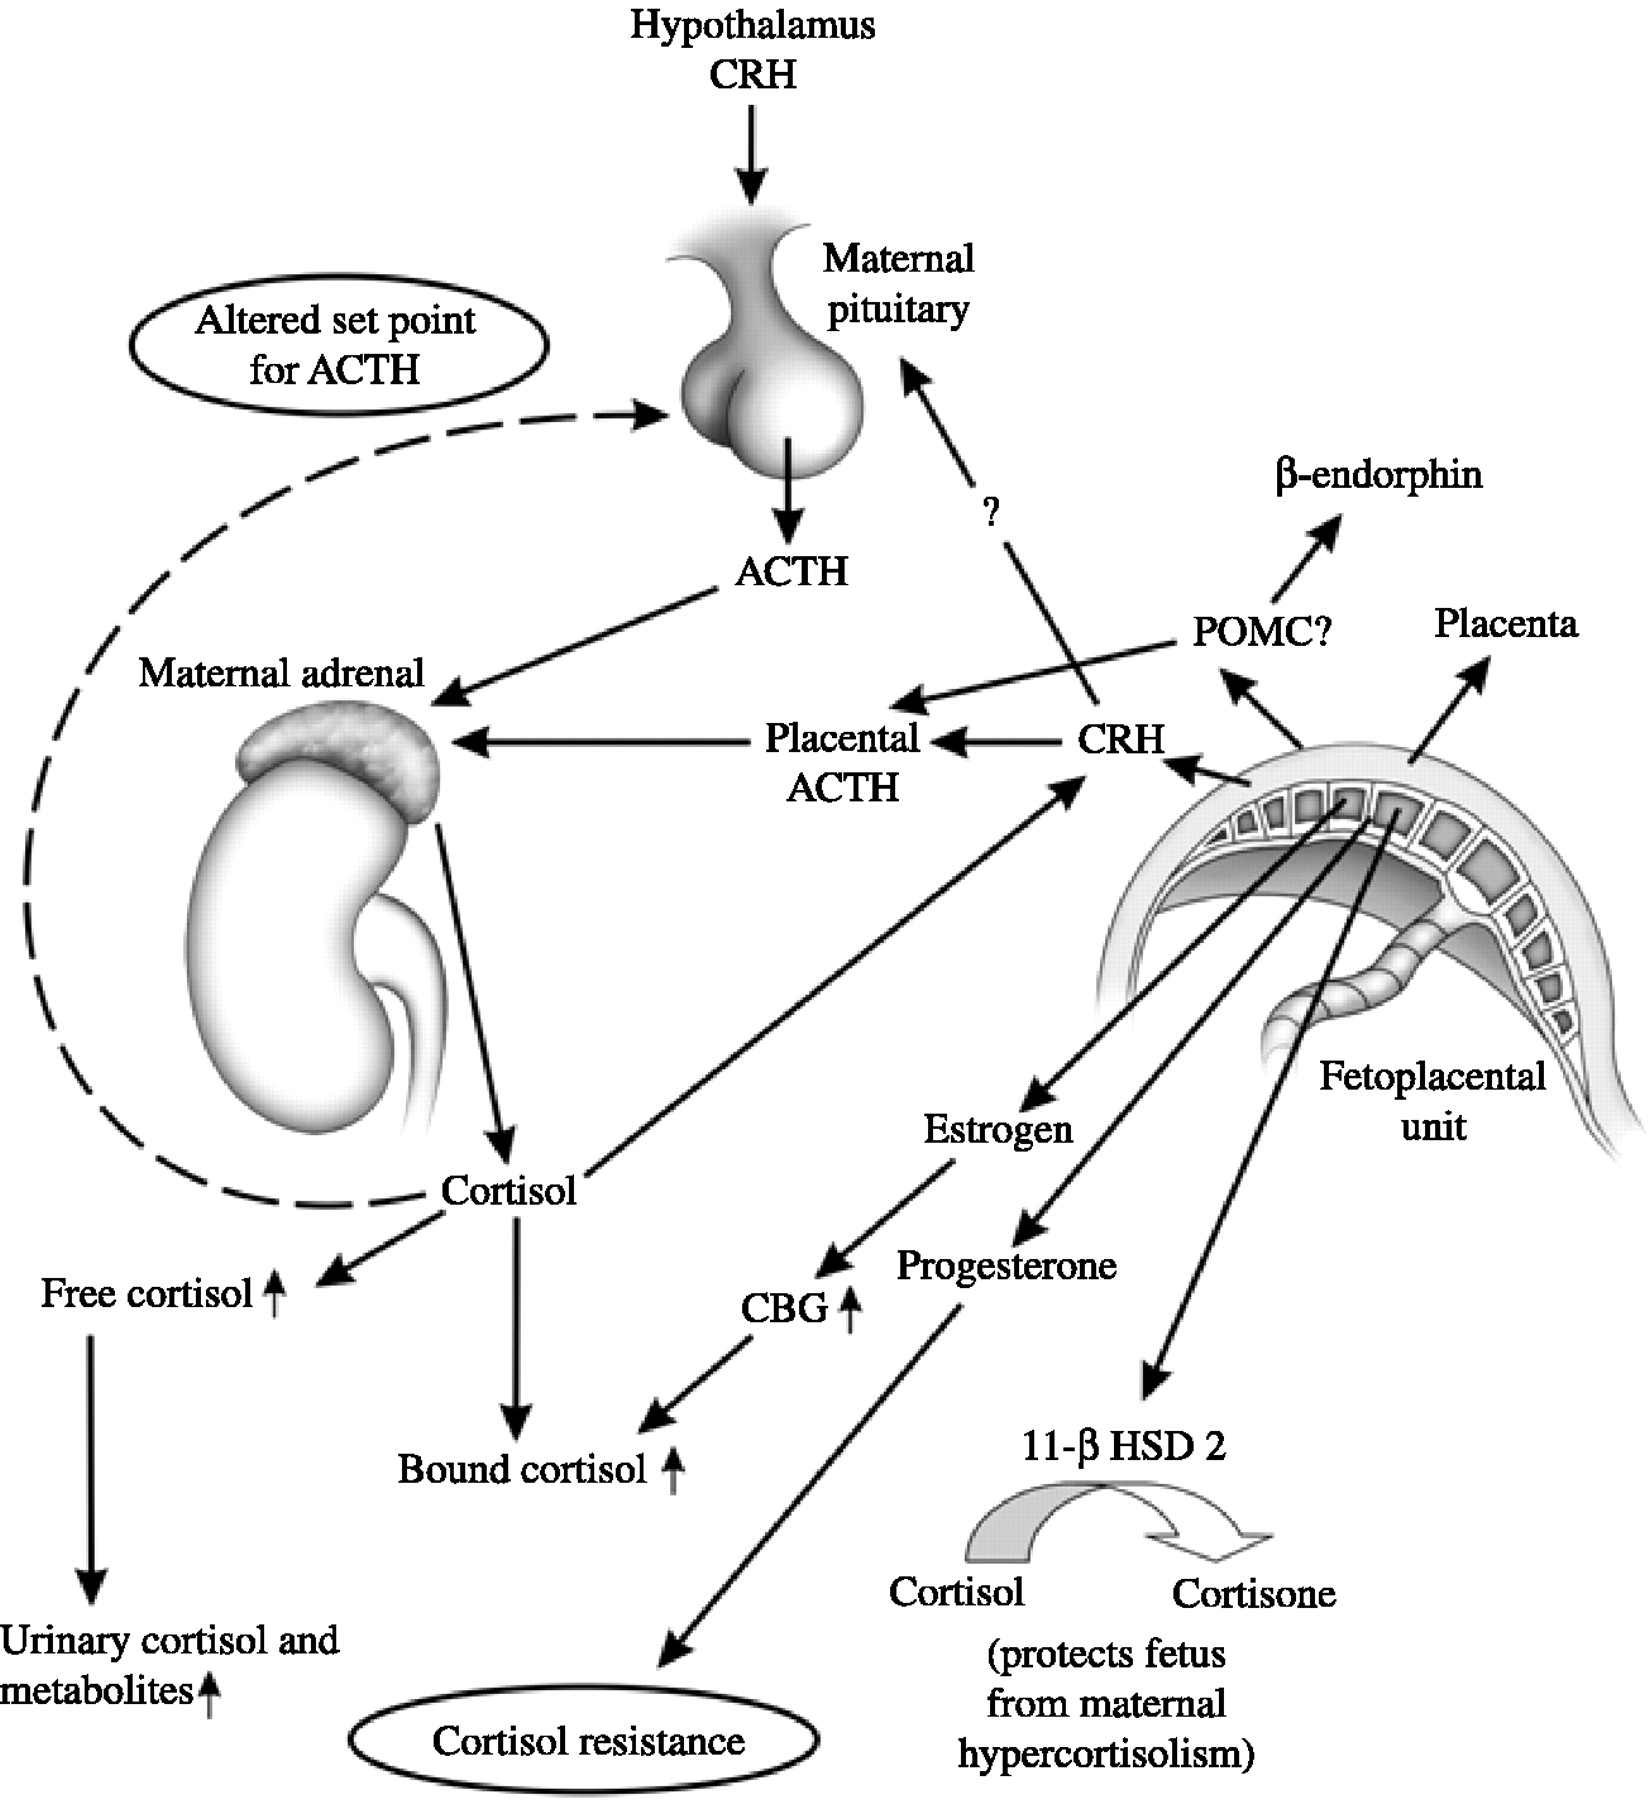 Hypothalamus
CRH
Maternal
pituitary
Altered set point
for ACTH
β-endorphin
?
ACTH
POMC?
Placenta
Maternal adrenal
Placental
ACTH
CRH
Fetoplacental
unit
Estrogen
Cortisol
Progesterone
Free cortisol
CBG
11-β HSD 2
Bound cortisol
Cortisol
Cortisone
Urinary cortisol and
metabolites
(protects fetus
from maternal
hypercortisolism)
Cortisol resistance